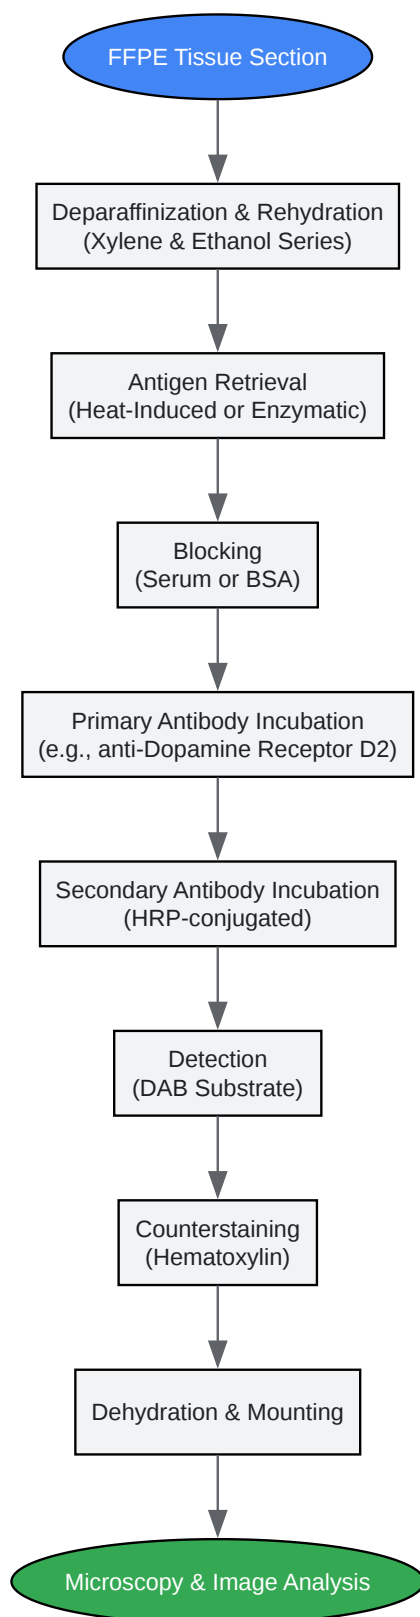 FFPE Tissue Section
Deparaffinization & Rehydration
(Xylene & Ethanol Series)
Antigen Retrieval
(Heat-Induced or Enzymatic)
Blocking
(Serum or BSA)
Primary Antibody Incubation
(e.g., anti-Dopamine Receptor D2)
Secondary Antibody Incubation
(HRP-conjugated)
Detection
(DAB Substrate)
Counterstaining
(Hematoxylin)
Dehydration & Mounting
Microscopy & Image Analysis